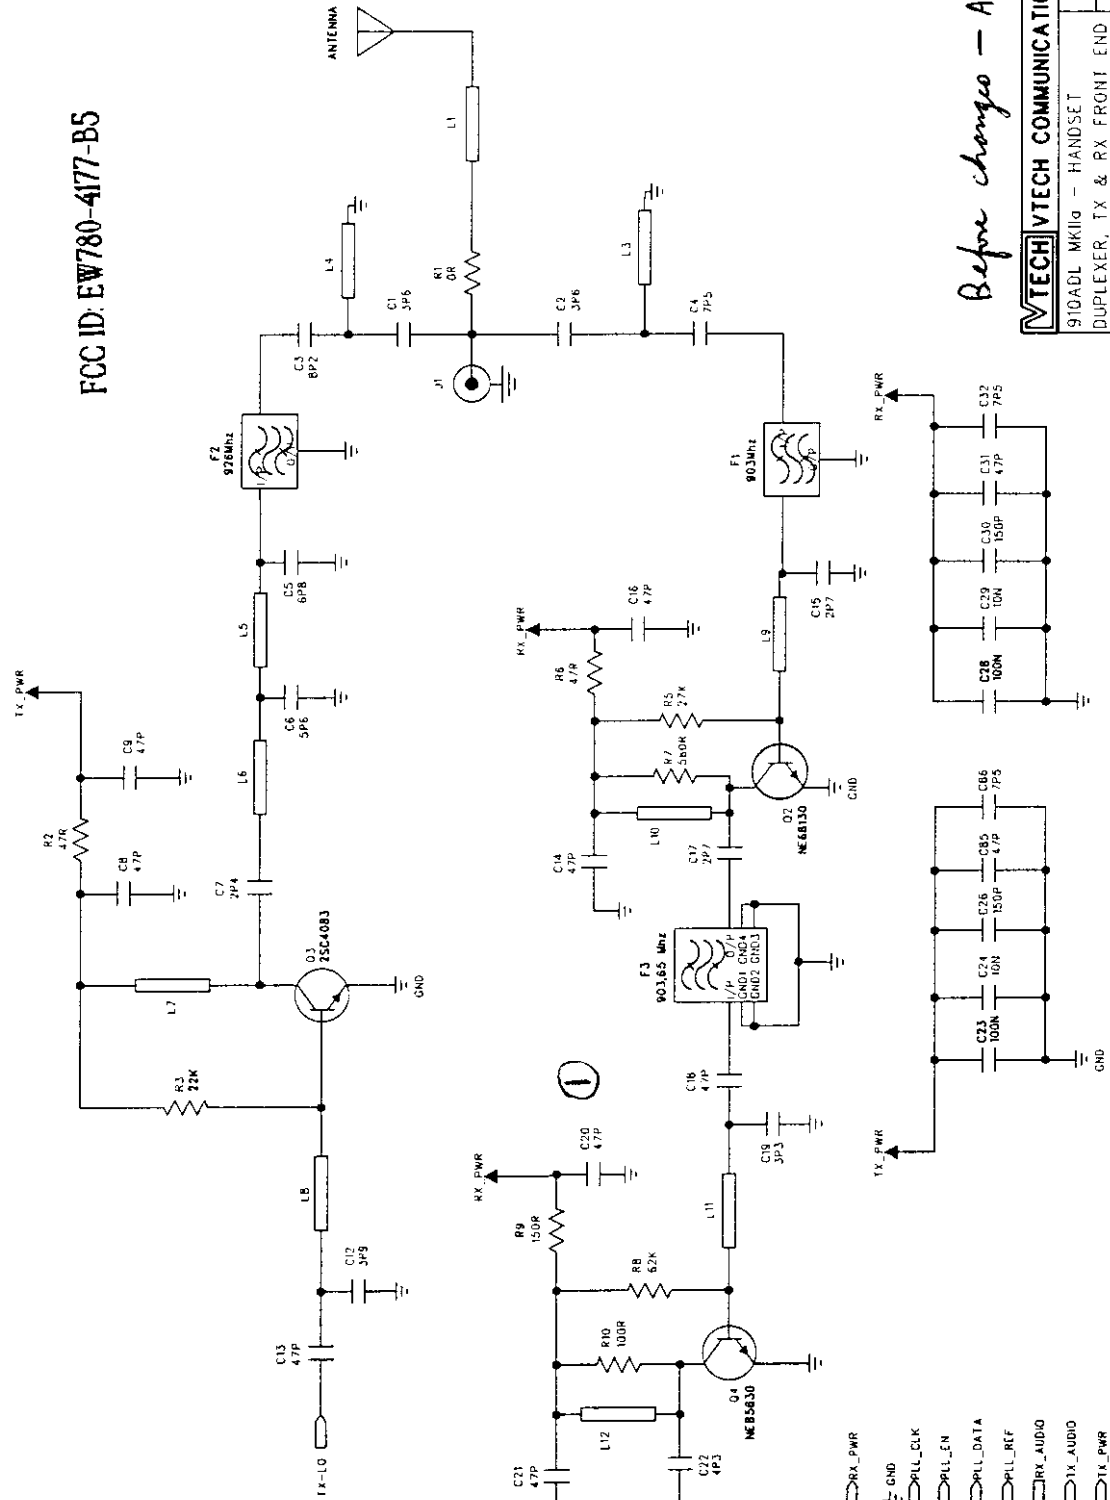 FCC ID: EW780-4177-B5
ANTENNA
L1
R1
0R
J1
L4
C1
3P6
C3
8P2
C2
3P6
L3
C4
7P5
F2
926Mhz
I/P
O/P
C5
6P8
L5
C6
5P6
L6
C7
2P4
TX_PWR
C9
47P
R2
47R
C8
47P
L7
Q3
2SC4083
GND
R3
22K
L8
C12
3P9
C13
47P
TX-LO
F1
903Mhz
C15
2P7
L9
RX_PWR
C16
47P
R6
47R
R5
27K
R7
560R
L10
C14
47P
C17
2P7
Q2
NE68130
GND
F3
903,65 Mhz
I/P
O/P
GND1
GND4
GND2
GND3
C18
47P
C19
3P3
L11
1
RX_PWR
C20
47P
R9
150R
R8
62K
R10
100R
L12
Q4
NE85630
C21
47P
C22
4P3
RX_PWR
C28
100N
C29
10N
C30
150P
C31
47P
C32
7P5
TX_PWR
C23
100N
C24
10N
C26
150P
C85
47P
C86
7P5
GND
RX_PWR
GND
PLL_CLK
PLL_EN
PLL_DATA
PLL_REF
RX_AUDIO
TX_AUDIO
TX_PWR
Before changes - A
VTECH VTECH COMMUNICATIO
910ADL MKIIa - HANDSET
DUPLEXER, TX & RX FRONT END